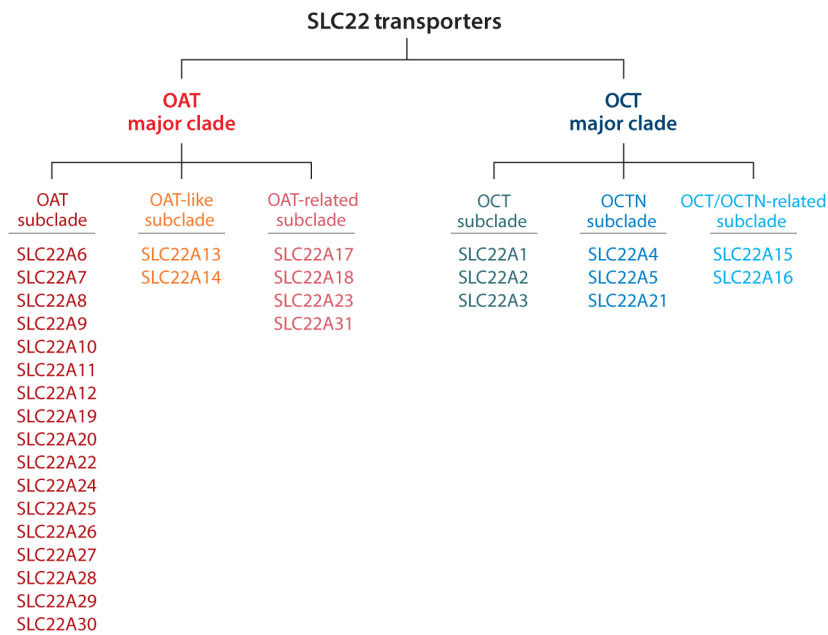 SLC22 transporters
OAT
major clade
OCT
major clade
OAT
subclade
SLC22A6
SLC22A7
SLC22A8
SLC22A9
SLC22A10
SLC22A11
SLC22A12
SLC22A19
SLC22A20
SLC22A22
SLC22A24
SLC22A25
SLC22A26
SLC22A27
SLC22A28
SLC22A29
SLC22A30
OAT-like
subclade
SLC22A13
SLC22A14
OAT-related
subclade
SLC22A17
SLC22A18
SLC22A23
SLC22A31
OCT
subclade
SLC22A1
SLC22A2
SLC22A3
OCTN
subclade
SLC22A4
SLC22A5
SLC22A21
OCT/OCTN-related
subclade
SLC22A15
SLC22A16